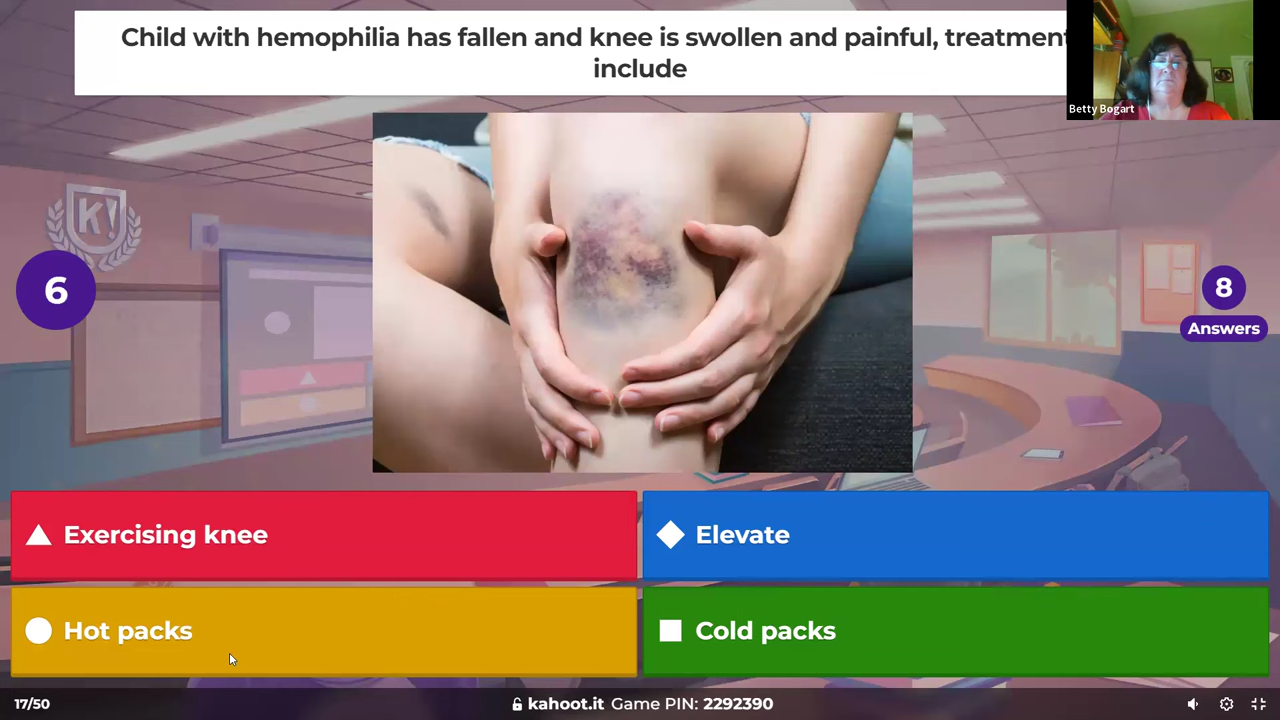 Child with hemophilia has fallen and knee is swollen and painful, treatment
include
Betty Bogart
K!
6
8
Answers
Exercising knee
Elevate
Hot packs
Cold packs
17/50
kahoot.it Game PIN: 2292390